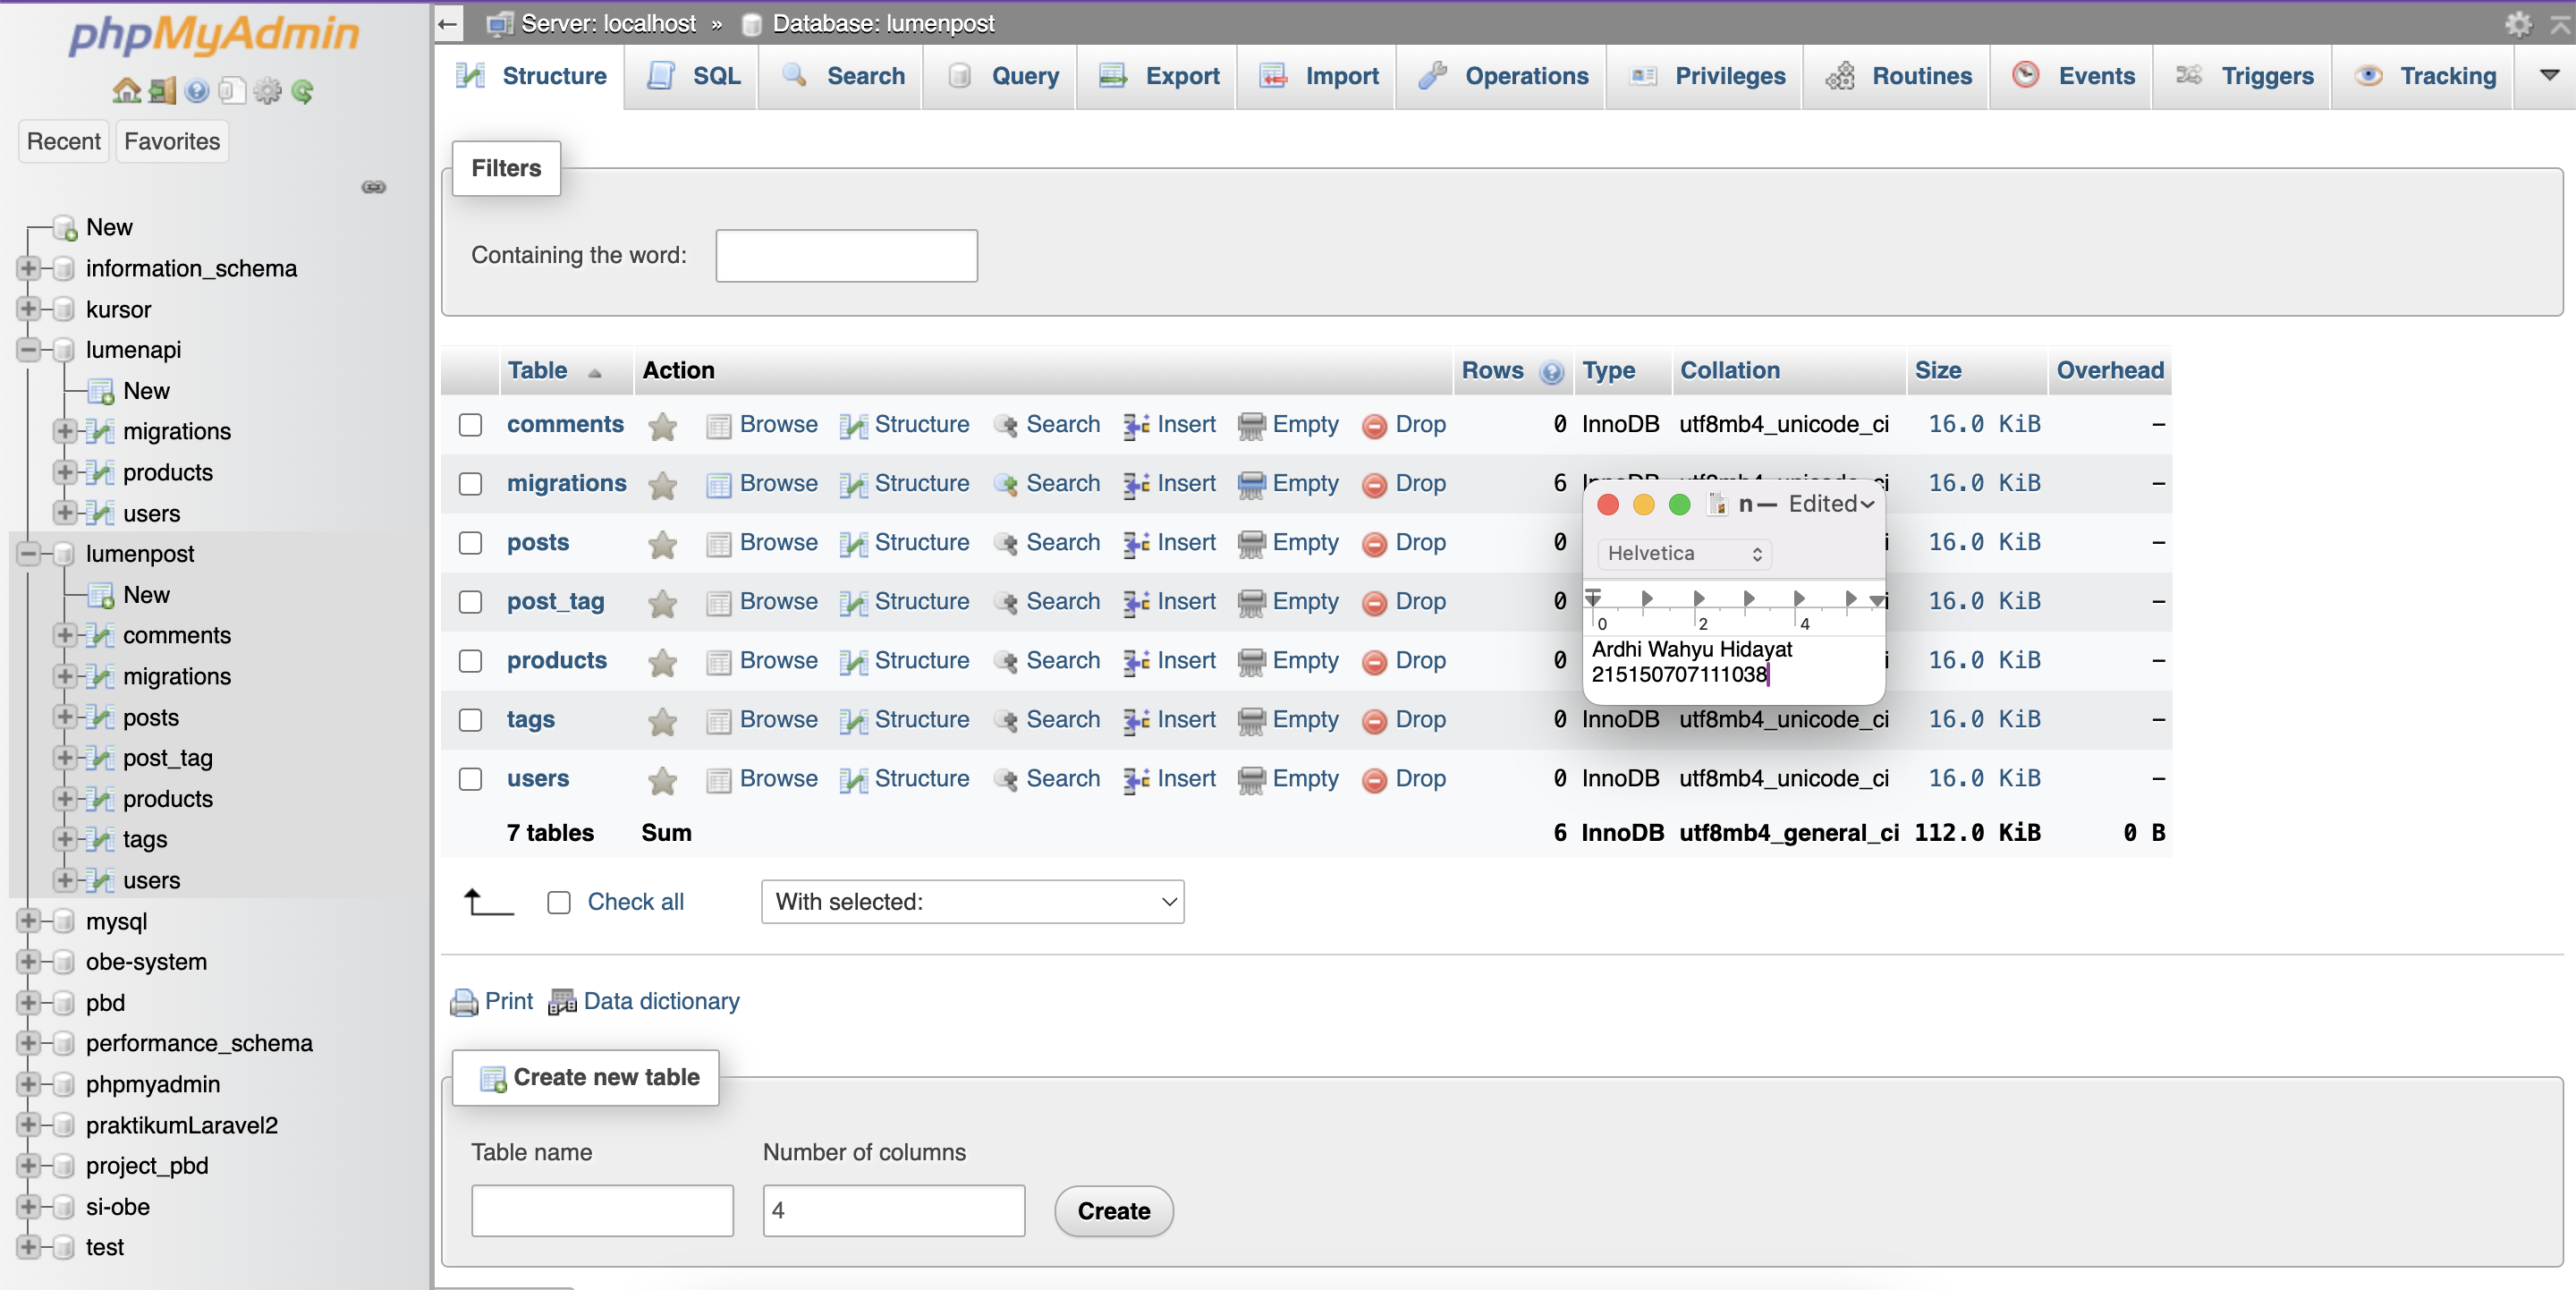 phpMyAdmin
Recent Favorites
New
information_schema
kursor
lumenapi
New
migrations
products
users
lumenpost
New
comments
migrations
posts
post_tag
products
tags
users
mysql
obe-system
pbd
performance_schema
phpmyadmin
praktikumLaravel2
project_pbd
si-obe
test
Server: localhost » Database: lumenpost
Structure SQL Search Query Export Import Operations Privileges Routines Events Triggers Tracking
Filters
Containing the word:
Table Action Rows Type Collation Size Overhead
comments Browse Structure Search Insert Empty Drop 0 InnoDB utf8mb4_unicode_ci 16.0 KiB –
migrations Browse Structure Search Insert Empty Drop 6 16.0 KiB –
posts Browse Structure Search Insert Empty Drop 0 16.0 KiB –
post_tag Browse Structure Search Insert Empty Drop 0 16.0 KiB –
products Browse Structure Search Insert Empty Drop 0 16.0 KiB –
tags Browse Structure Search Insert Empty Drop 0 InnoDB utf8mb4_unicode_ci 16.0 KiB –
users Browse Structure Search Insert Empty Drop 0 InnoDB utf8mb4_unicode_ci 16.0 KiB –
7 tables Sum 6 InnoDB utf8mb4_general_ci 112.0 KiB 0 B
n — Edited
Helvetica
0 2 4
Ardhi Wahyu Hidayat
215150707111038
Check all With selected:
Print Data dictionary
Create new table
Table name Number of columns
4 Create